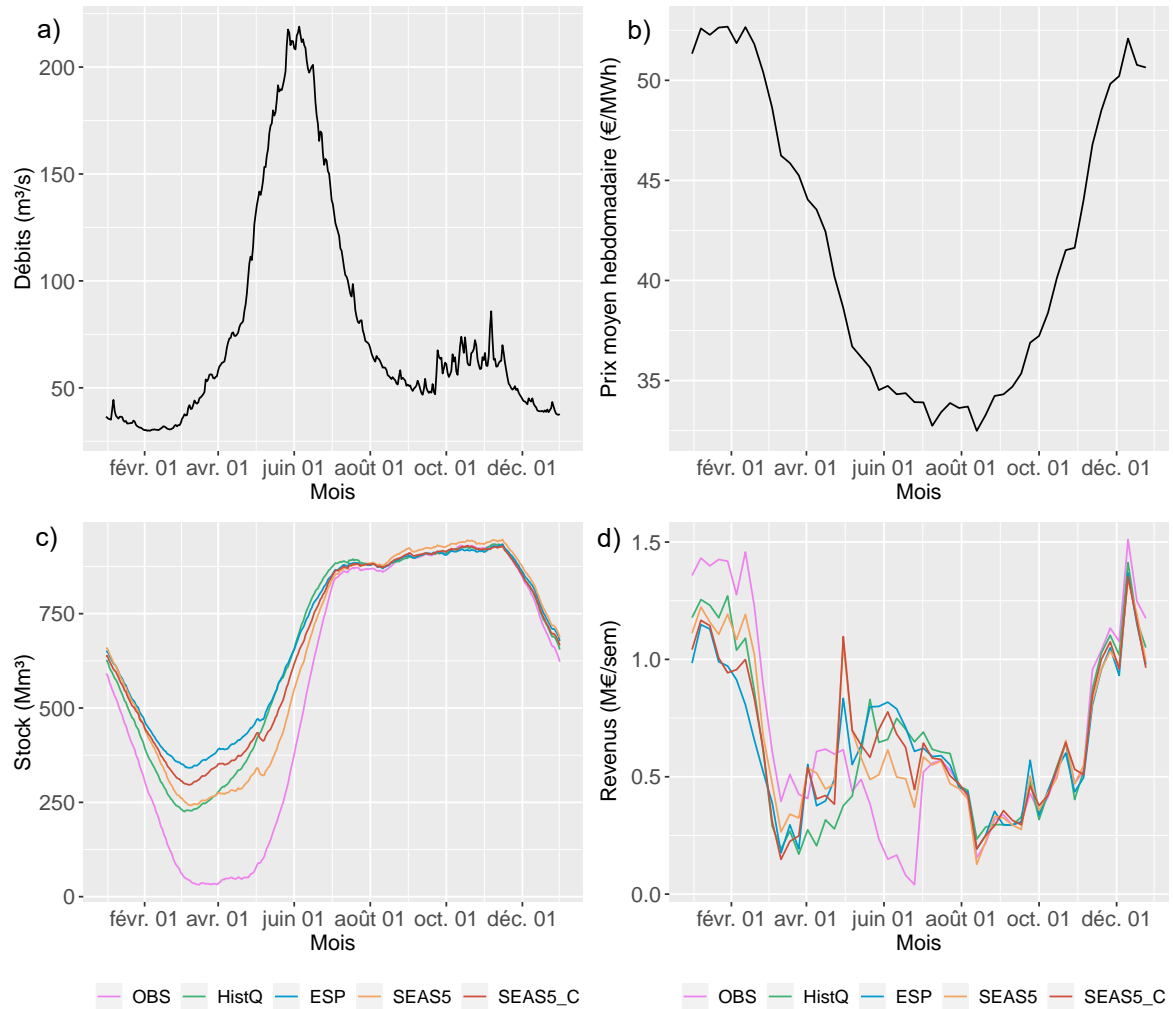 a)
200
150
100
50
Débits (m³/s)
févr. 01 avr. 01 juin 01 août 01 oct. 01 déc. 01
Mois
b)
50
45
40
35
Prix moyen hebdomadaire (€/MWh)
févr. 01 avr. 01 juin 01 août 01 oct. 01 déc. 01
Mois
c)
750
500
250
0
Stock (Mm³)
févr. 01 avr. 01 juin 01 août 01 oct. 01 déc. 01
Mois
OBS HistQ ESP SEAS5 SEAS5_C
d)
1.5
1.0
0.5
0.0
Revenus (M€/sem)
févr. 01 avr. 01 juin 01 août 01 oct. 01 déc. 01
Mois
OBS HistQ ESP SEAS5 SEAS5_C